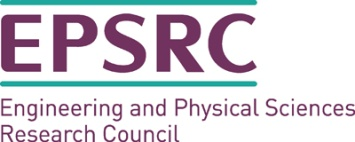 EPSRC
Engineering and Physical Sciences
Research Council